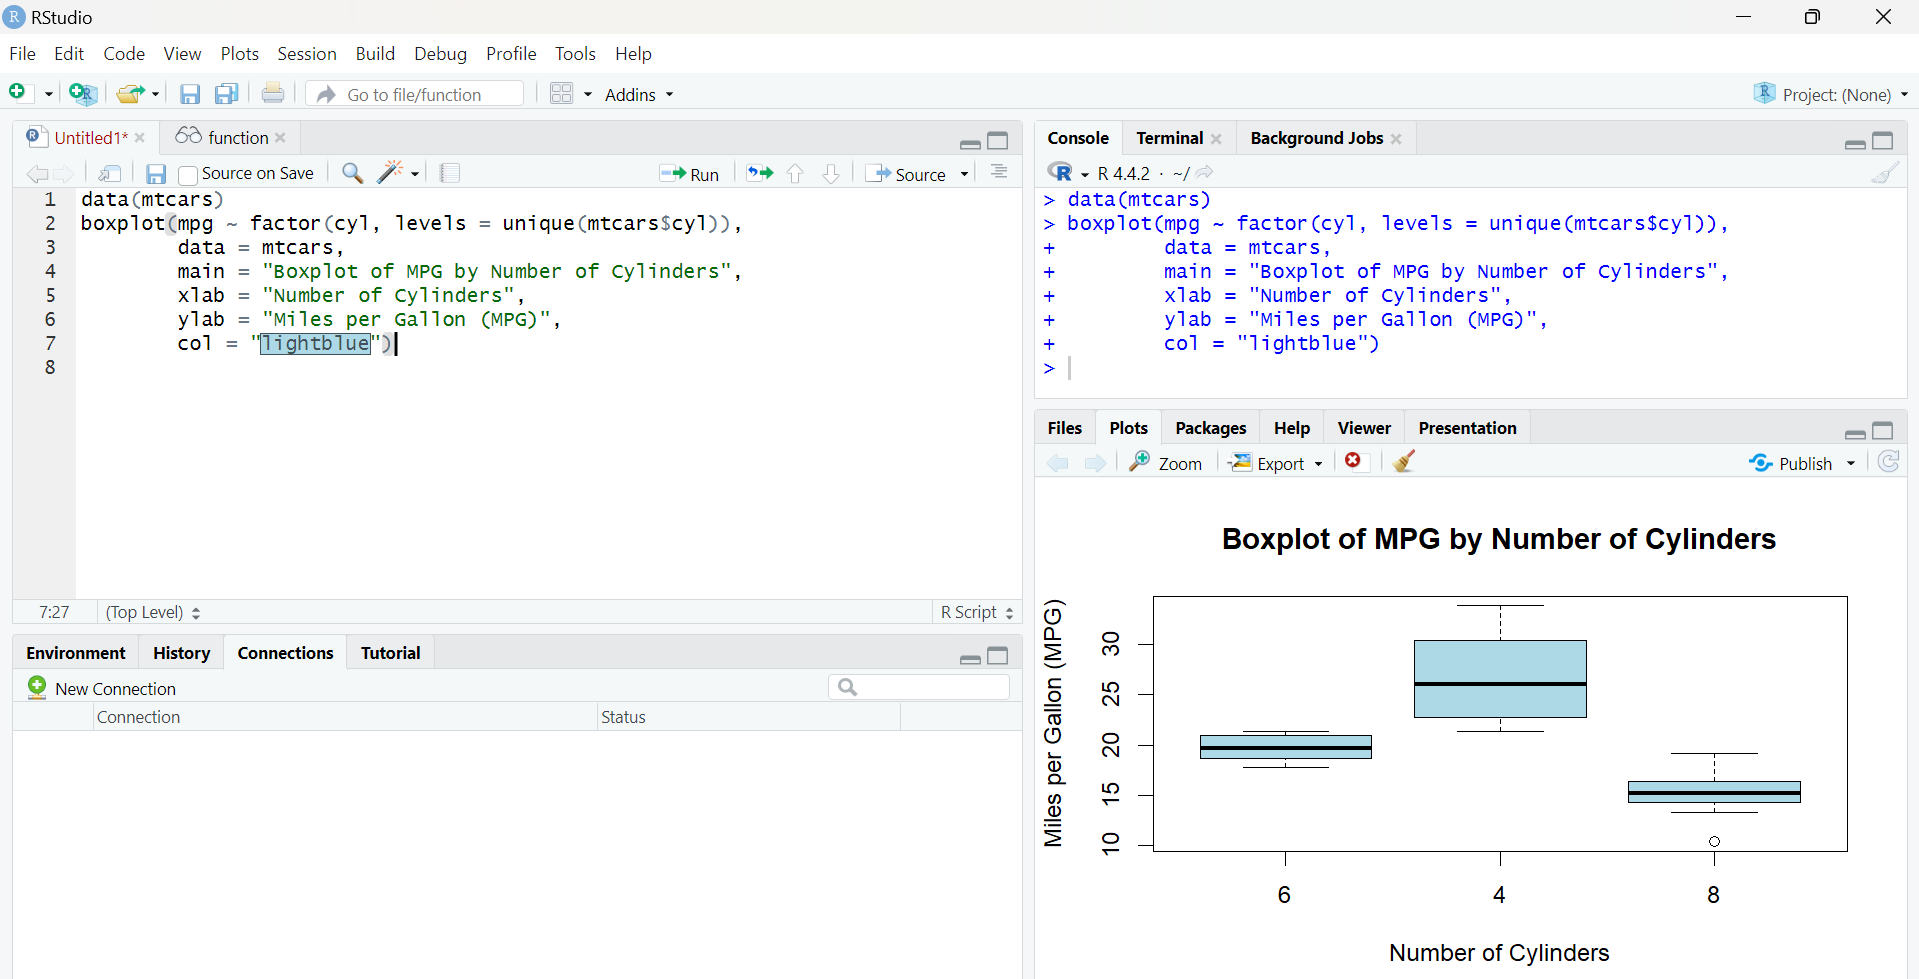 RStudio
File Edit Code View Plots Session Build Debug Profile Tools Help
Go to file/function Addins Project: (None)
Untitled1* function
Source on Save Run Source
1 data(mtcars)
2 boxplot(mpg ~ factor(cyl, levels = unique(mtcars$cyl)),
3 data = mtcars,
4 main = "Boxplot of MPG by Number of Cylinders",
5 xlab = "Number of Cylinders",
6 ylab = "Miles per Gallon (MPG)",
7 col = "lightblue")
8
7:27 (Top Level) R Script
Environment History Connections Tutorial
New Connection
Connection Status
Console Terminal Background Jobs
R R 4.4.2 · ~/
> data(mtcars)
> boxplot(mpg ~ factor(cyl, levels = unique(mtcars$cyl)),
+ data = mtcars,
+ main = "Boxplot of MPG by Number of Cylinders",
+ xlab = "Number of Cylinders",
+ ylab = "Miles per Gallon (MPG)",
+ col = "lightblue")
>
Files Plots Packages Help Viewer Presentation
Zoom Export Publish
Boxplot of MPG by Number of Cylinders
Miles per Gallon (MPG)
30
25
20
15
10
6 4 8
Number of Cylinders